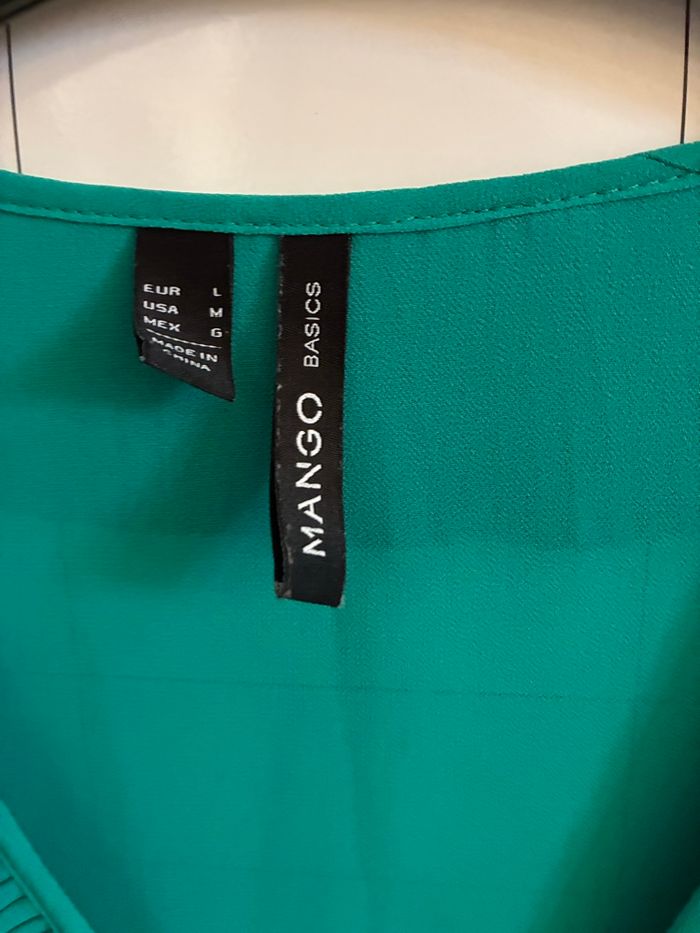 EUR L
USA M
MEX G
MADE IN
CHINA
MANGO BASICS